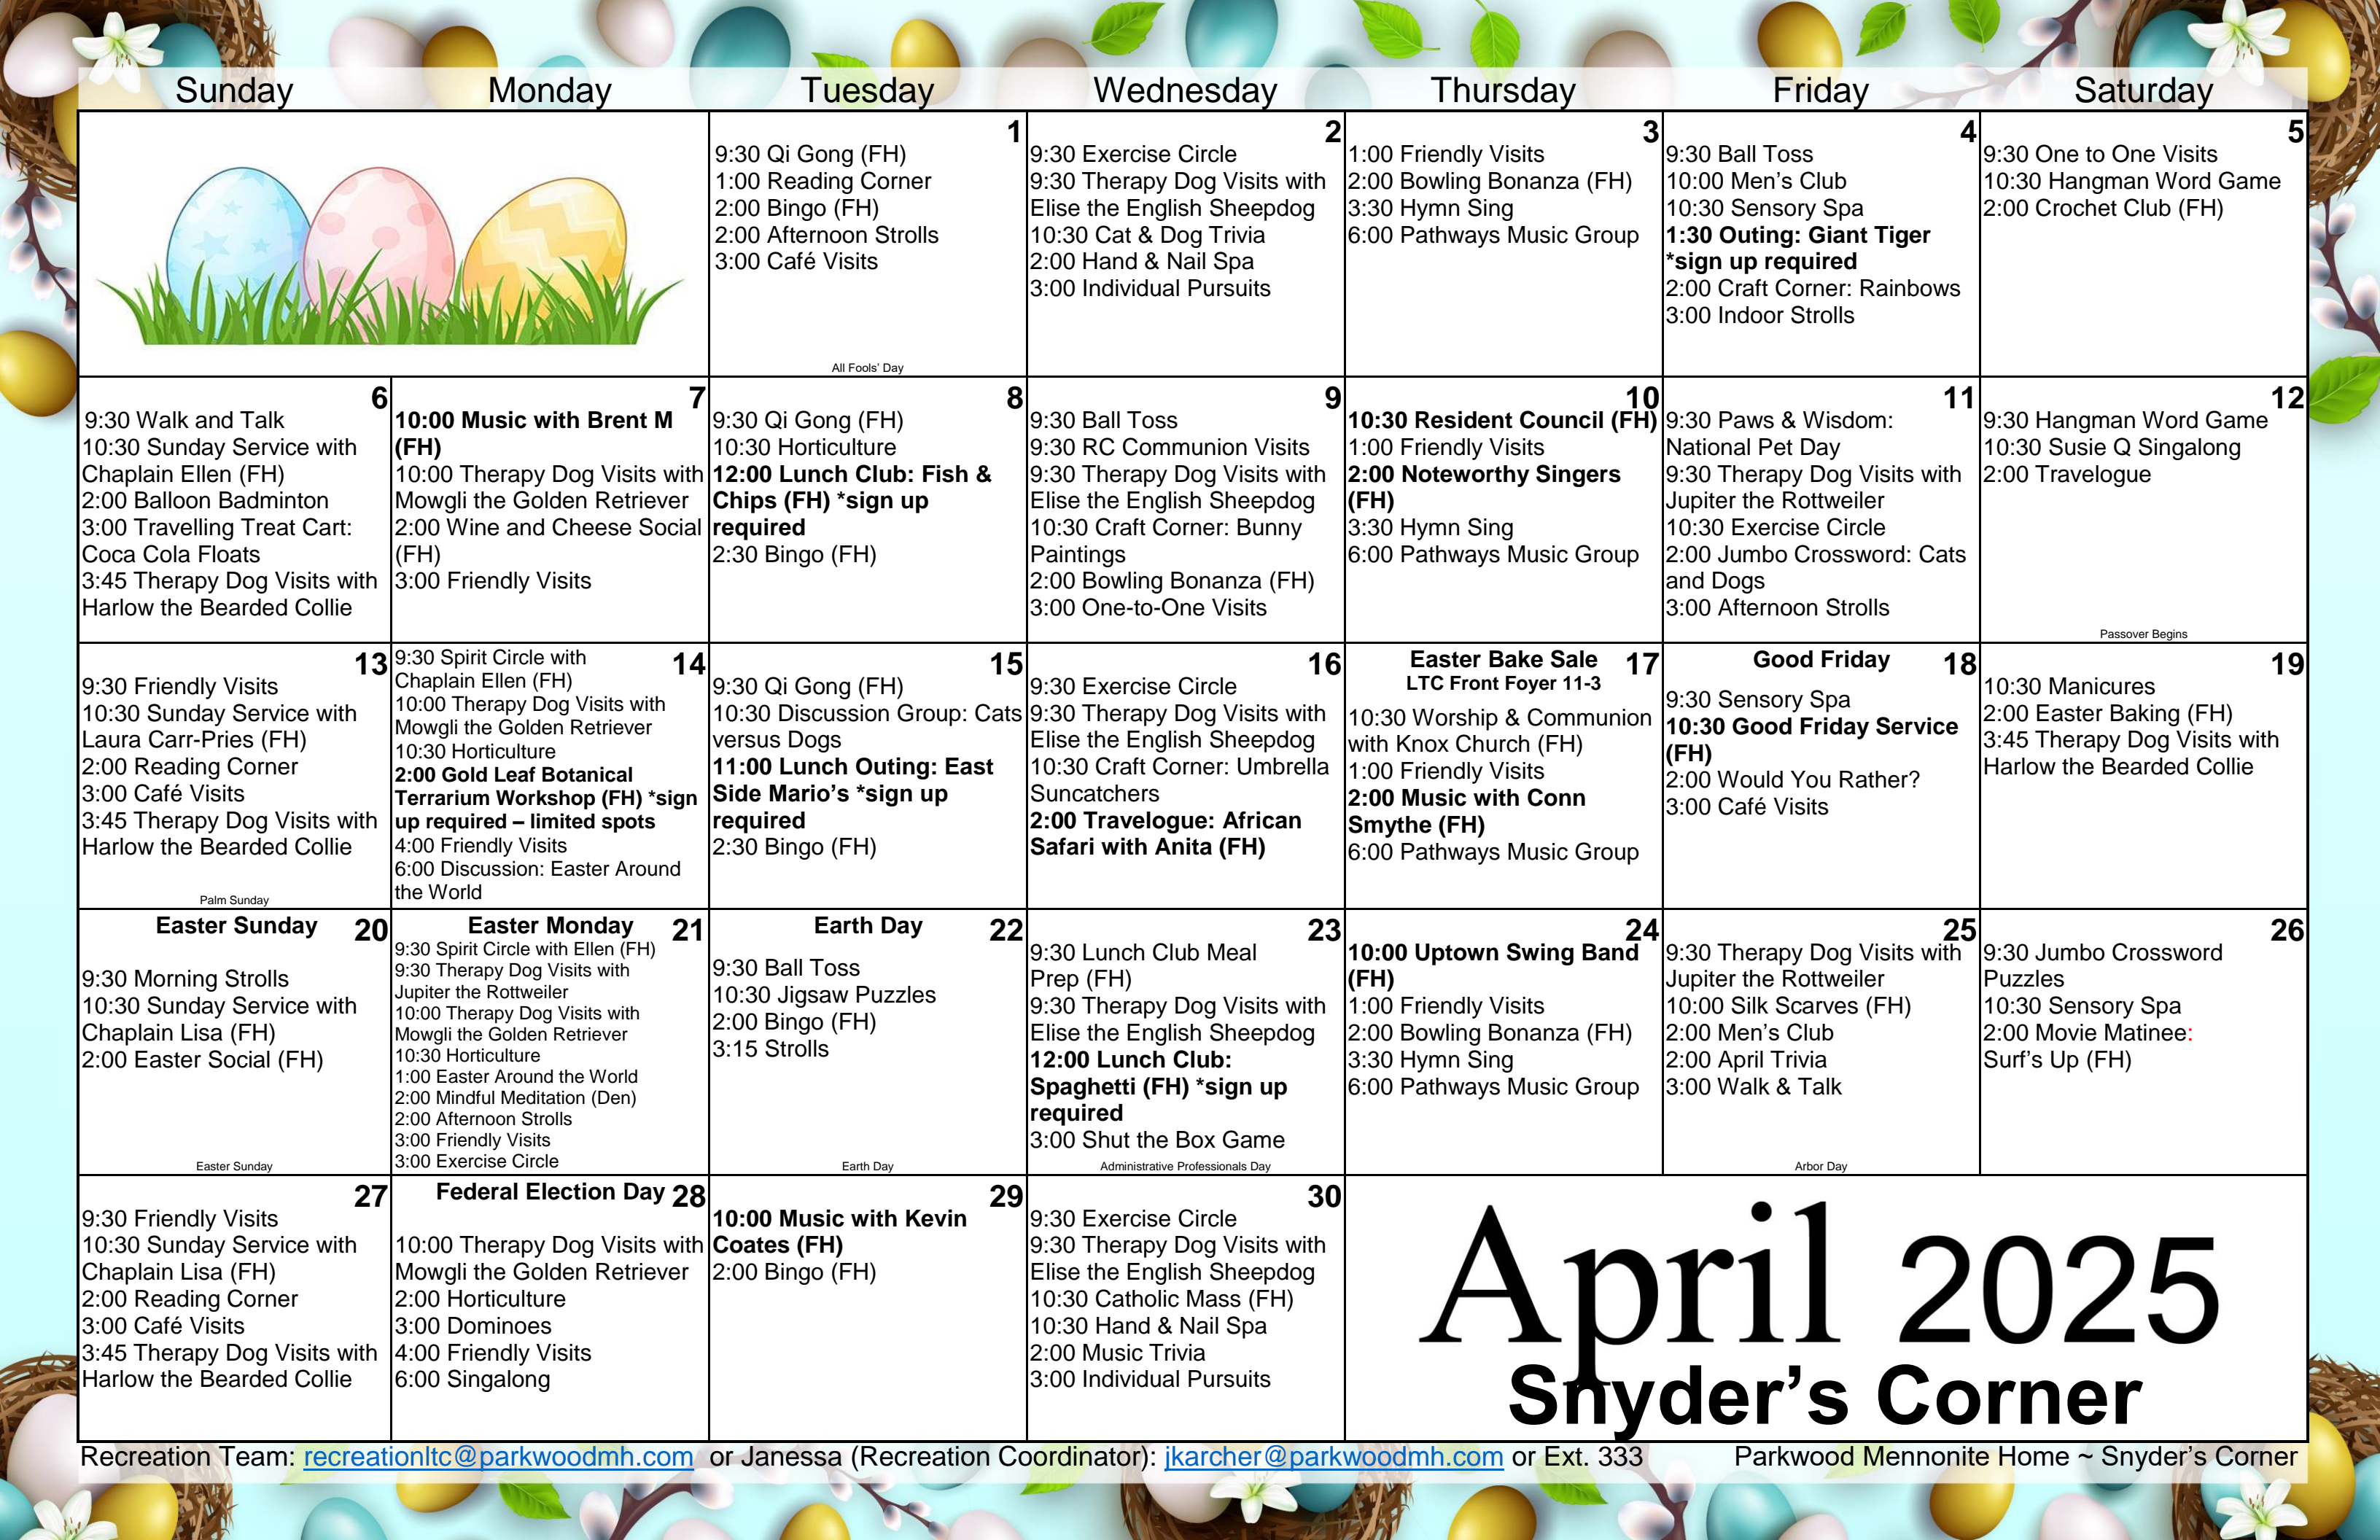 Sunday Monday Tuesday Wednesday Thursday Friday Saturday
1
9:30 Qi Gong (FH)
1:00 Reading Corner
2:00 Bingo (FH)
2:00 Afternoon Strolls
3:00 Café Visits
All Fools' Day
2
9:30 Exercise Circle
9:30 Therapy Dog Visits with
Elise the English Sheepdog
10:30 Cat & Dog Trivia
2:00 Hand & Nail Spa
3:00 Individual Pursuits
3
1:00 Friendly Visits
2:00 Bowling Bonanza (FH)
3:30 Hymn Sing
6:00 Pathways Music Group
4
9:30 Ball Toss
10:00 Men's Club
10:30 Sensory Spa
1:30 Outing: Giant Tiger
*sign up required
2:00 Craft Corner: Rainbows
3:00 Indoor Strolls
5
9:30 One to One Visits
10:30 Hangman Word Game
2:00 Crochet Club (FH)
6
9:30 Walk and Talk
10:30 Sunday Service with
Chaplain Ellen (FH)
2:00 Balloon Badminton
3:00 Travelling Treat Cart:
Coca Cola Floats
3:45 Therapy Dog Visits with
Harlow the Bearded Collie
7
10:00 Music with Brent M
(FH)
10:00 Therapy Dog Visits with
Mowgli the Golden Retriever
2:00 Wine and Cheese Social
(FH)
3:00 Friendly Visits
8
9:30 Qi Gong (FH)
10:30 Horticulture
12:00 Lunch Club: Fish &
Chips (FH) *sign up
required
2:30 Bingo (FH)
9
9:30 Ball Toss
9:30 RC Communion Visits
9:30 Therapy Dog Visits with
Elise the English Sheepdog
10:30 Craft Corner: Bunny
Paintings
2:00 Bowling Bonanza (FH)
3:00 One-to-One Visits
10
10:30 Resident Council (FH)
1:00 Friendly Visits
2:00 Noteworthy Singers
(FH)
3:30 Hymn Sing
6:00 Pathways Music Group
11
9:30 Paws & Wisdom:
National Pet Day
9:30 Therapy Dog Visits with
Jupiter the Rottweiler
10:30 Exercise Circle
2:00 Jumbo Crossword: Cats
and Dogs
3:00 Afternoon Strolls
12
9:30 Hangman Word Game
10:30 Susie Q Singalong
2:00 Travelogue
Passover Begins
13
9:30 Friendly Visits
10:30 Sunday Service with
Laura Carr-Pries (FH)
2:00 Reading Corner
3:00 Café Visits
3:45 Therapy Dog Visits with
Harlow the Bearded Collie
Palm Sunday
14
9:30 Spirit Circle with
Chaplain Ellen (FH)
10:00 Therapy Dog Visits with
Mowgli the Golden Retriever
10:30 Horticulture
2:00 Gold Leaf Botanical
Terrarium Workshop (FH) *sign
up required – limited spots
4:00 Friendly Visits
6:00 Discussion: Easter Around
the World
15
9:30 Qi Gong (FH)
10:30 Discussion Group: Cats
versus Dogs
11:00 Lunch Outing: East
Side Mario's *sign up
required
2:30 Bingo (FH)
16
9:30 Exercise Circle
9:30 Therapy Dog Visits with
Elise the English Sheepdog
10:30 Craft Corner: Umbrella
Suncatchers
2:00 Travelogue: African
Safari with Anita (FH)
Easter Bake Sale 17
LTC Front Foyer 11-3
10:30 Worship & Communion
with Knox Church (FH)
1:00 Friendly Visits
2:00 Music with Conn
Smythe (FH)
6:00 Pathways Music Group
Good Friday 18
9:30 Sensory Spa
10:30 Good Friday Service
(FH)
2:00 Would You Rather?
3:00 Café Visits
19
10:30 Manicures
2:00 Easter Baking (FH)
3:45 Therapy Dog Visits with
Harlow the Bearded Collie
Easter Sunday 20
9:30 Morning Strolls
10:30 Sunday Service with
Chaplain Lisa (FH)
2:00 Easter Social (FH)
Easter Sunday
Easter Monday 21
9:30 Spirit Circle with Ellen (FH)
9:30 Therapy Dog Visits with
Jupiter the Rottweiler
10:00 Therapy Dog Visits with
Mowgli the Golden Retriever
10:30 Horticulture
1:00 Easter Around the World
2:00 Mindful Meditation (Den)
2:00 Afternoon Strolls
3:00 Friendly Visits
3:00 Exercise Circle
Earth Day 22
9:30 Ball Toss
10:30 Jigsaw Puzzles
2:00 Bingo (FH)
3:15 Strolls
Earth Day
23
9:30 Lunch Club Meal
Prep (FH)
9:30 Therapy Dog Visits with
Elise the English Sheepdog
12:00 Lunch Club:
Spaghetti (FH) *sign up
required
3:00 Shut the Box Game
Administrative Professionals Day
24
10:00 Uptown Swing Band
(FH)
1:00 Friendly Visits
2:00 Bowling Bonanza (FH)
3:30 Hymn Sing
6:00 Pathways Music Group
25
9:30 Therapy Dog Visits with
Jupiter the Rottweiler
10:00 Silk Scarves (FH)
2:00 Men's Club
2:00 April Trivia
3:00 Walk & Talk
Arbor Day
26
9:30 Jumbo Crossword
Puzzles
10:30 Sensory Spa
2:00 Movie Matinee:
Surf's Up (FH)
27
9:30 Friendly Visits
10:30 Sunday Service with
Chaplain Lisa (FH)
2:00 Reading Corner
3:00 Café Visits
3:45 Therapy Dog Visits with
Harlow the Bearded Collie
Federal Election Day 28
10:00 Therapy Dog Visits with
Mowgli the Golden Retriever
2:00 Horticulture
3:00 Dominoes
4:00 Friendly Visits
6:00 Singalong
29
10:00 Music with Kevin
Coates (FH)
2:00 Bingo (FH)
30
9:30 Exercise Circle
9:30 Therapy Dog Visits with
Elise the English Sheepdog
10:30 Catholic Mass (FH)
10:30 Hand & Nail Spa
2:00 Music Trivia
3:00 Individual Pursuits
April 2025
Snyder's Corner
Recreation Team: recreationltc@parkwoodmh.com or Janessa (Recreation Coordinator): jkarcher@parkwoodmh.com or Ext. 333 Parkwood Mennonite Home ~ Snyder's Corner